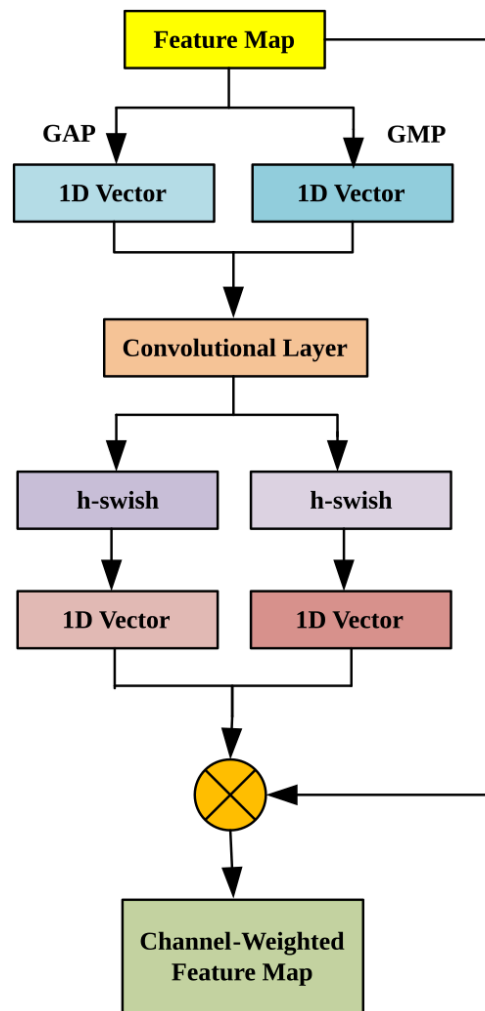 Feature Map
GAP
GMP
1D Vector
1D Vector
Convolutional Layer
h-swish
h-swish
1D Vector
1D Vector
Channel-Weighted
Feature Map